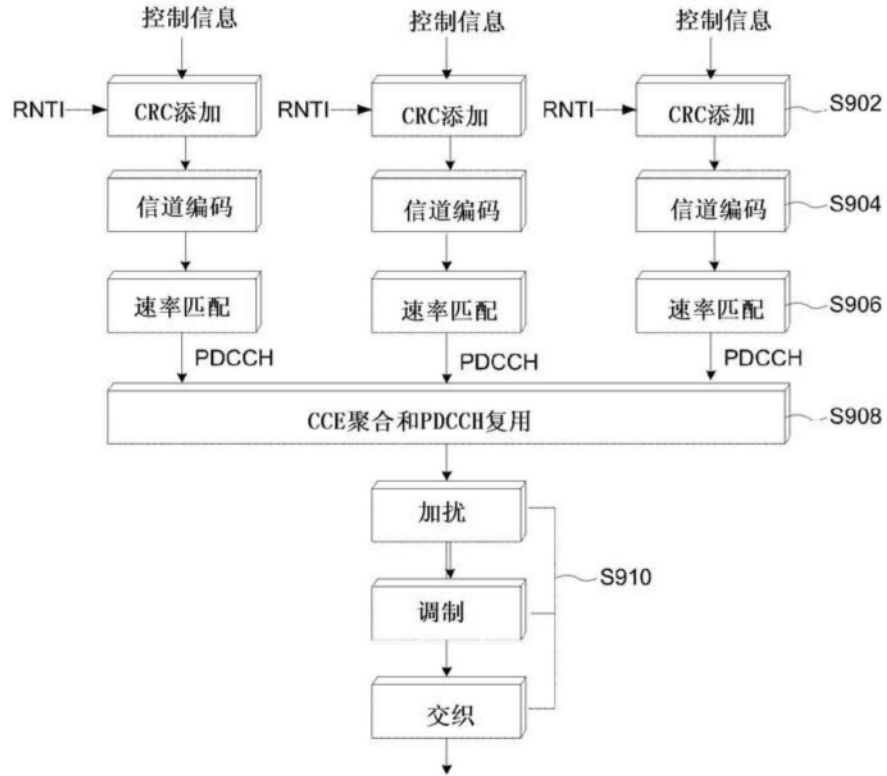 控制信息 控制信息 控制信息
RNTI CRC添加 RNTI CRC添加 RNTI CRC添加 S902
信道编码 信道编码 信道编码 S904
速率匹配 速率匹配 速率匹配 S906
PDCCH PDCCH PDCCH
CCE聚合和PDCCH复用 S908
加扰
S910
调制
交织